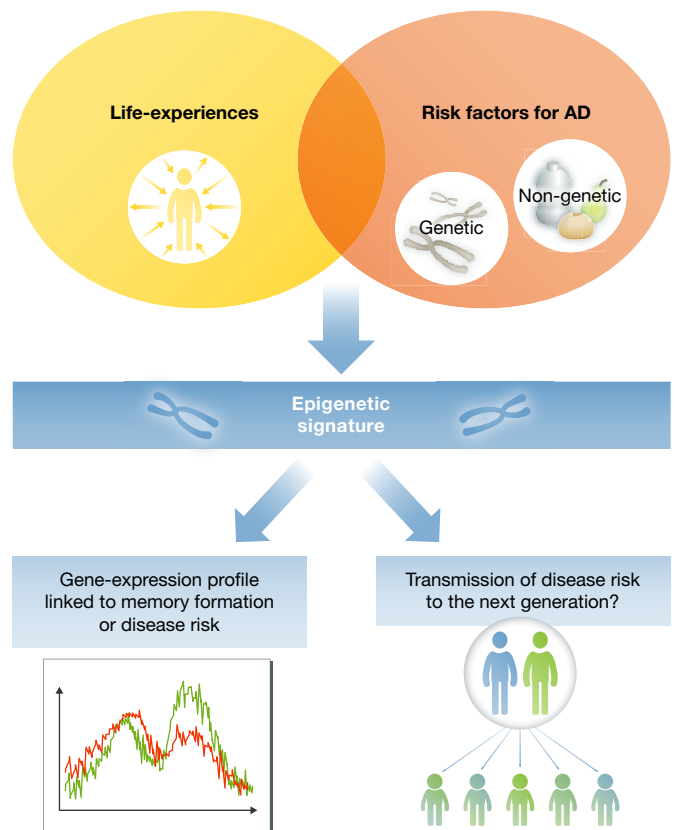 Life-experiences
Risk factors for AD
Non-genetic
Genetic
Epigenetic
signature
Gene-expression profile
linked to memory formation
or disease risk
Transmission of disease risk
to the next generation?